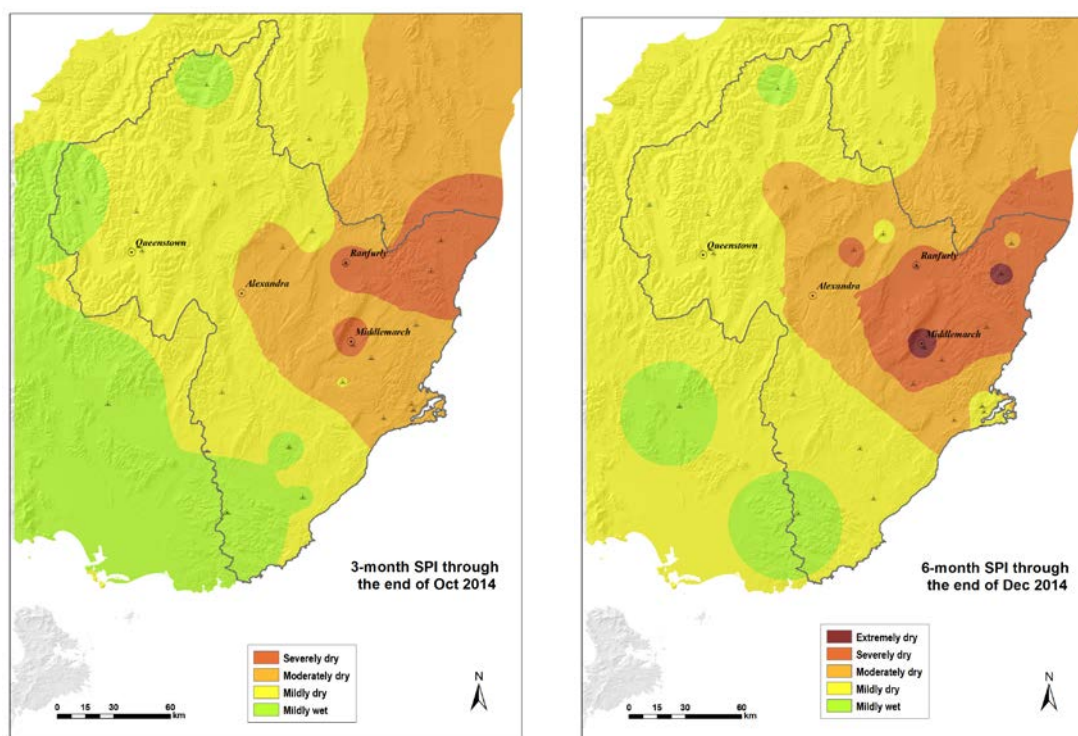 Queenstown
Ranfurly
Alexandra
Middlemarch
3-month SPI through
the end of Oct 2014
Severely dry
Moderately dry
Mildly dry
Mildly wet
0 15 30 60
km
N
Queenstown
Ranfurly
Alexandra
Middlemarch
6-month SPI through
the end of Dec 2014
Extremely dry
Severely dry
Moderately dry
Mildly dry
Mildly wet
0 15 30 60
km
N